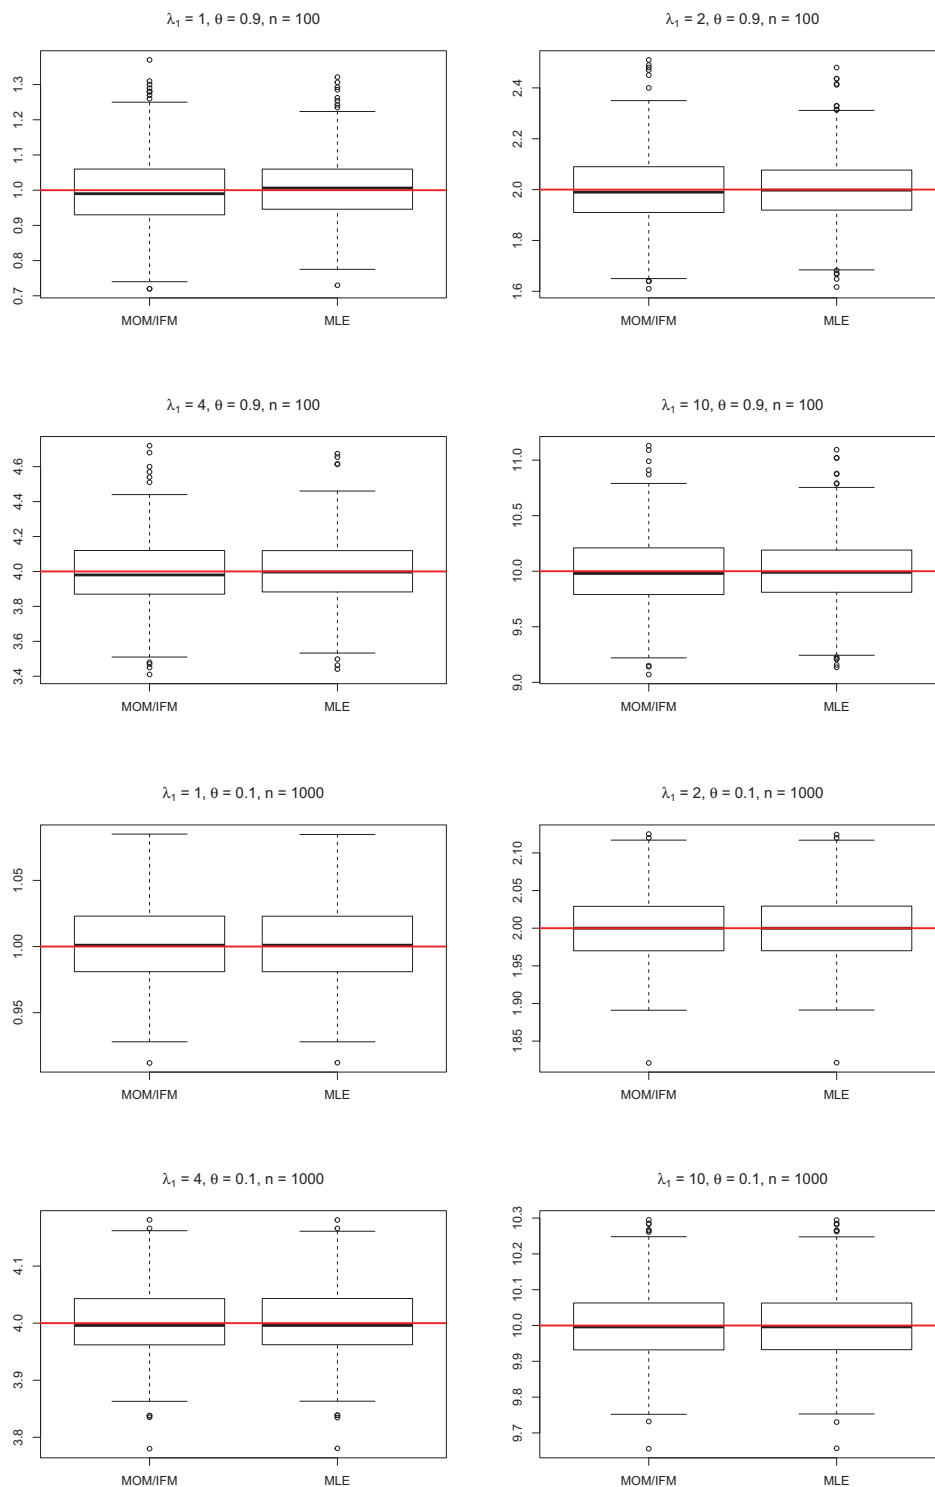 λ₁ = 1, θ = 0.9, n = 100
1.3
1.2
1.1
1.0
0.9
0.8
0.7
MOM/IFM MLE
λ₁ = 2, θ = 0.9, n = 100
2.4
2.2
2.0
1.8
1.6
MOM/IFM MLE
λ₁ = 4, θ = 0.9, n = 100
4.6
4.4
4.2
4.0
3.8
3.6
3.4
MOM/IFM MLE
λ₁ = 10, θ = 0.9, n = 100
11.0
10.5
10.0
9.5
9.0
MOM/IFM MLE
λ₁ = 1, θ = 0.1, n = 1000
1.05
1.00
0.95
MOM/IFM MLE
λ₁ = 2, θ = 0.1, n = 1000
2.10
2.05
2.00
1.95
1.90
1.85
MOM/IFM MLE
λ₁ = 4, θ = 0.1, n = 1000
4.1
4.0
3.9
3.8
MOM/IFM MLE
λ₁ = 10, θ = 0.1, n = 1000
10.3
10.2
10.1
10.0
9.9
9.8
9.7
MOM/IFM MLE